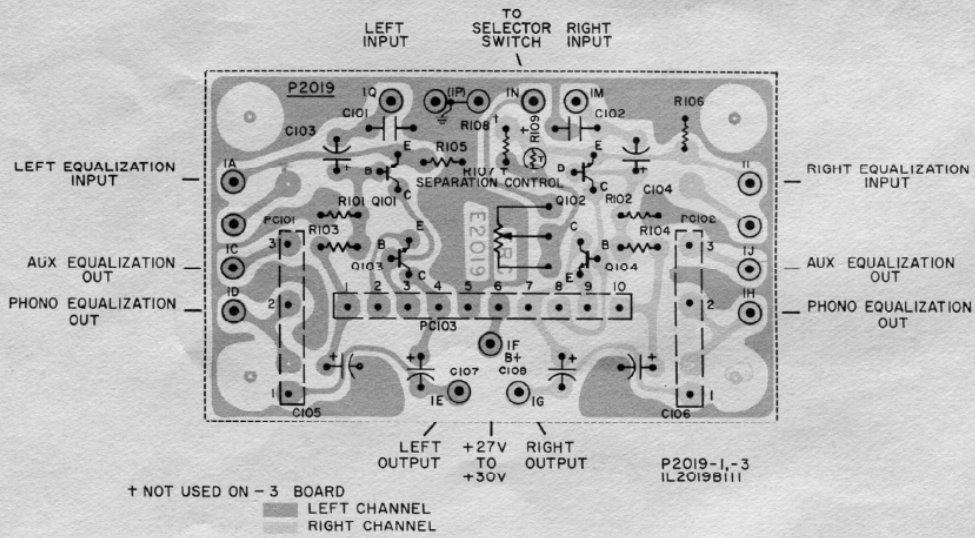 TO
LEFT SELECTOR RIGHT
INPUT SWITCH INPUT
P2019
1Q (1P) 1N 1M
C101 C102 R106
C103 R108 † † R109
R105 E E
1A 1I
LEFT EQUALIZATION INPUT
RIGHT EQUALIZATION INPUT
+ B R107 † T B +
SEPARATION CONTROL
C C C104
R101 Q101 Q102 R102
PC101 PC102
R103 E C R104
3 B B 3
1C E2019 RC 1J
AUX EQUALIZATION OUT
AUX EQUALIZATION OUT
Q103 C E Q104
1D 1H
PHONO EQUALIZATION OUT
PHONO EQUALIZATION OUT
2 1 2 3 4 5 6 7 8 9 10 2
PC103
1F
B+
+ + C107 C108 + +
1 1E 1G 1
C105 C106
LEFT +27V RIGHT
OUTPUT TO OUTPUT
+30V
P2019-1,-3
1L2019B111
† NOT USED ON -3 BOARD
LEFT CHANNEL
RIGHT CHANNEL